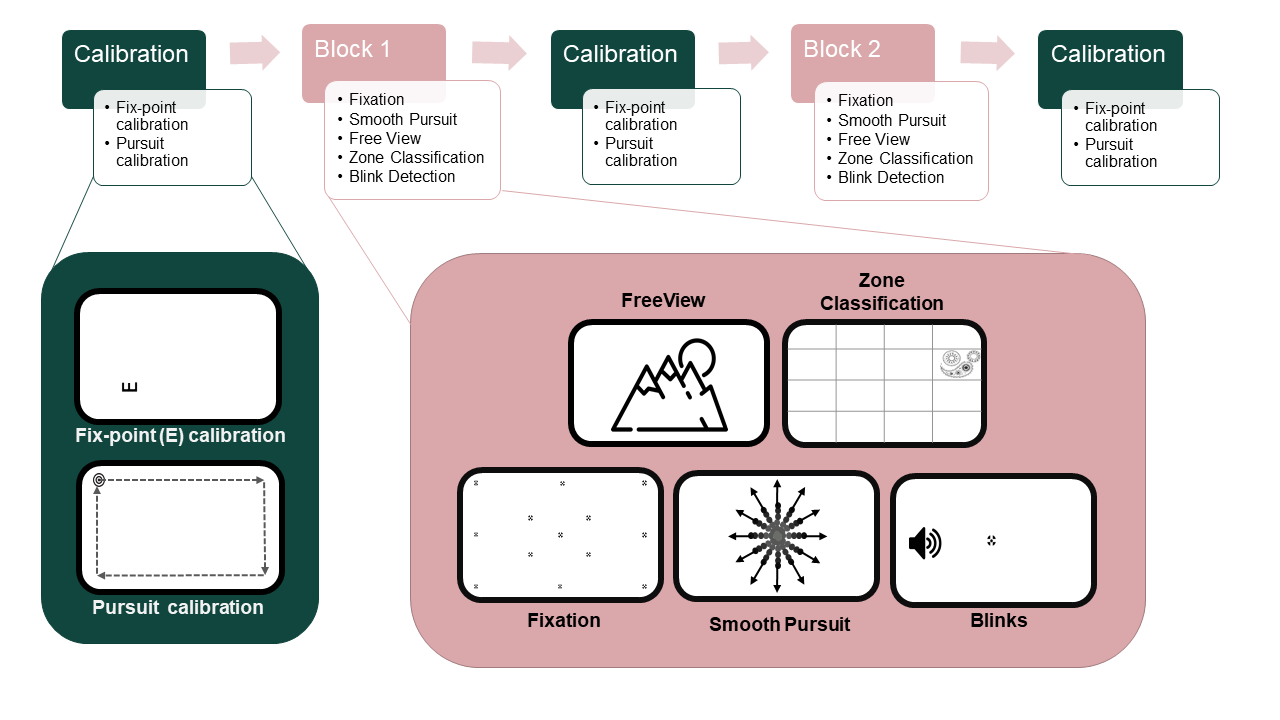 Calibration
• Fix-point
calibration
• Pursuit
calibration
Block 1
• Fixation
• Smooth Pursuit
• Free View
• Zone Classification
• Blink Detection
Calibration
• Fix-point
calibration
• Pursuit
calibration
Block 2
• Fixation
• Smooth Pursuit
• Free View
• Zone Classification
• Blink Detection
Calibration
• Fix-point
calibration
• Pursuit
calibration
E
Fix-point (E) calibration
Pursuit calibration
FreeView
Zone
Classification
Fixation
Smooth Pursuit
Blinks